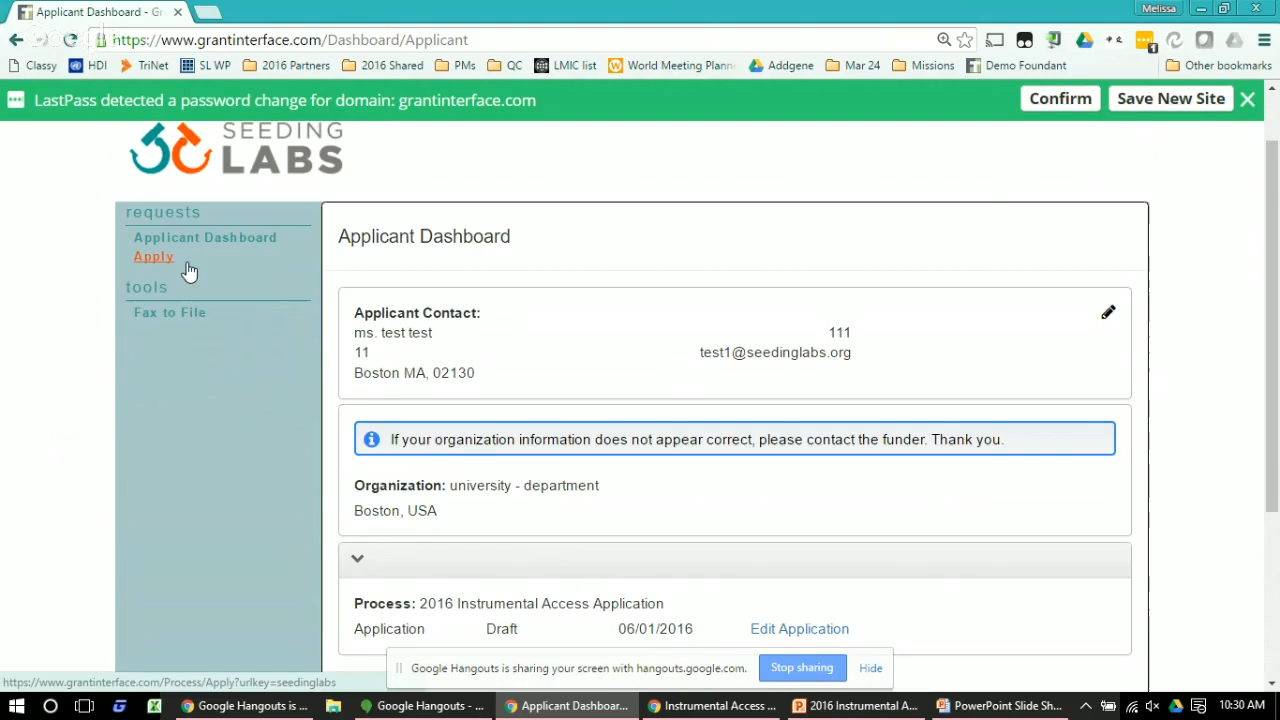 Applicant Dashboard - Gr
Melissa
https://www.grantinterface.com/Dashboard/Applicant
1
Classy
HDI
TriNet
SL WP
2016 Partners
2016 Shared
PMs
QC
LMIC list
World Meeting Plann
Addgene
Mar 24
Missions
Demo Foundant
Other bookmarks
LastPass detected a password change for domain: grantinterface.com
Confirm
Save New Site
SEEDING
LABS
requests
Applicant Dashboard
Apply
tools
Fax to File
Applicant Dashboard
Applicant Contact:
ms. test test
111
11
test1@seedinglabs.org
Boston MA, 02130
If your organization information does not appear correct, please contact the funder. Thank you.
Organization: university - department
Boston, USA
Process: 2016 Instrumental Access Application
Application Draft 06/01/2016 Edit Application
Google Hangouts is sharing your screen with hangouts.google.com.
Stop sharing
Hide
https://www.grantinterface.com/Process/Apply?urlkey=seedinglabs
Google Hangouts is ...
Google Hangouts - ...
Applicant Dashboar...
Instrumental Access ...
2016 Instrumental A...
PowerPoint Slide Sh...
10:30 AM